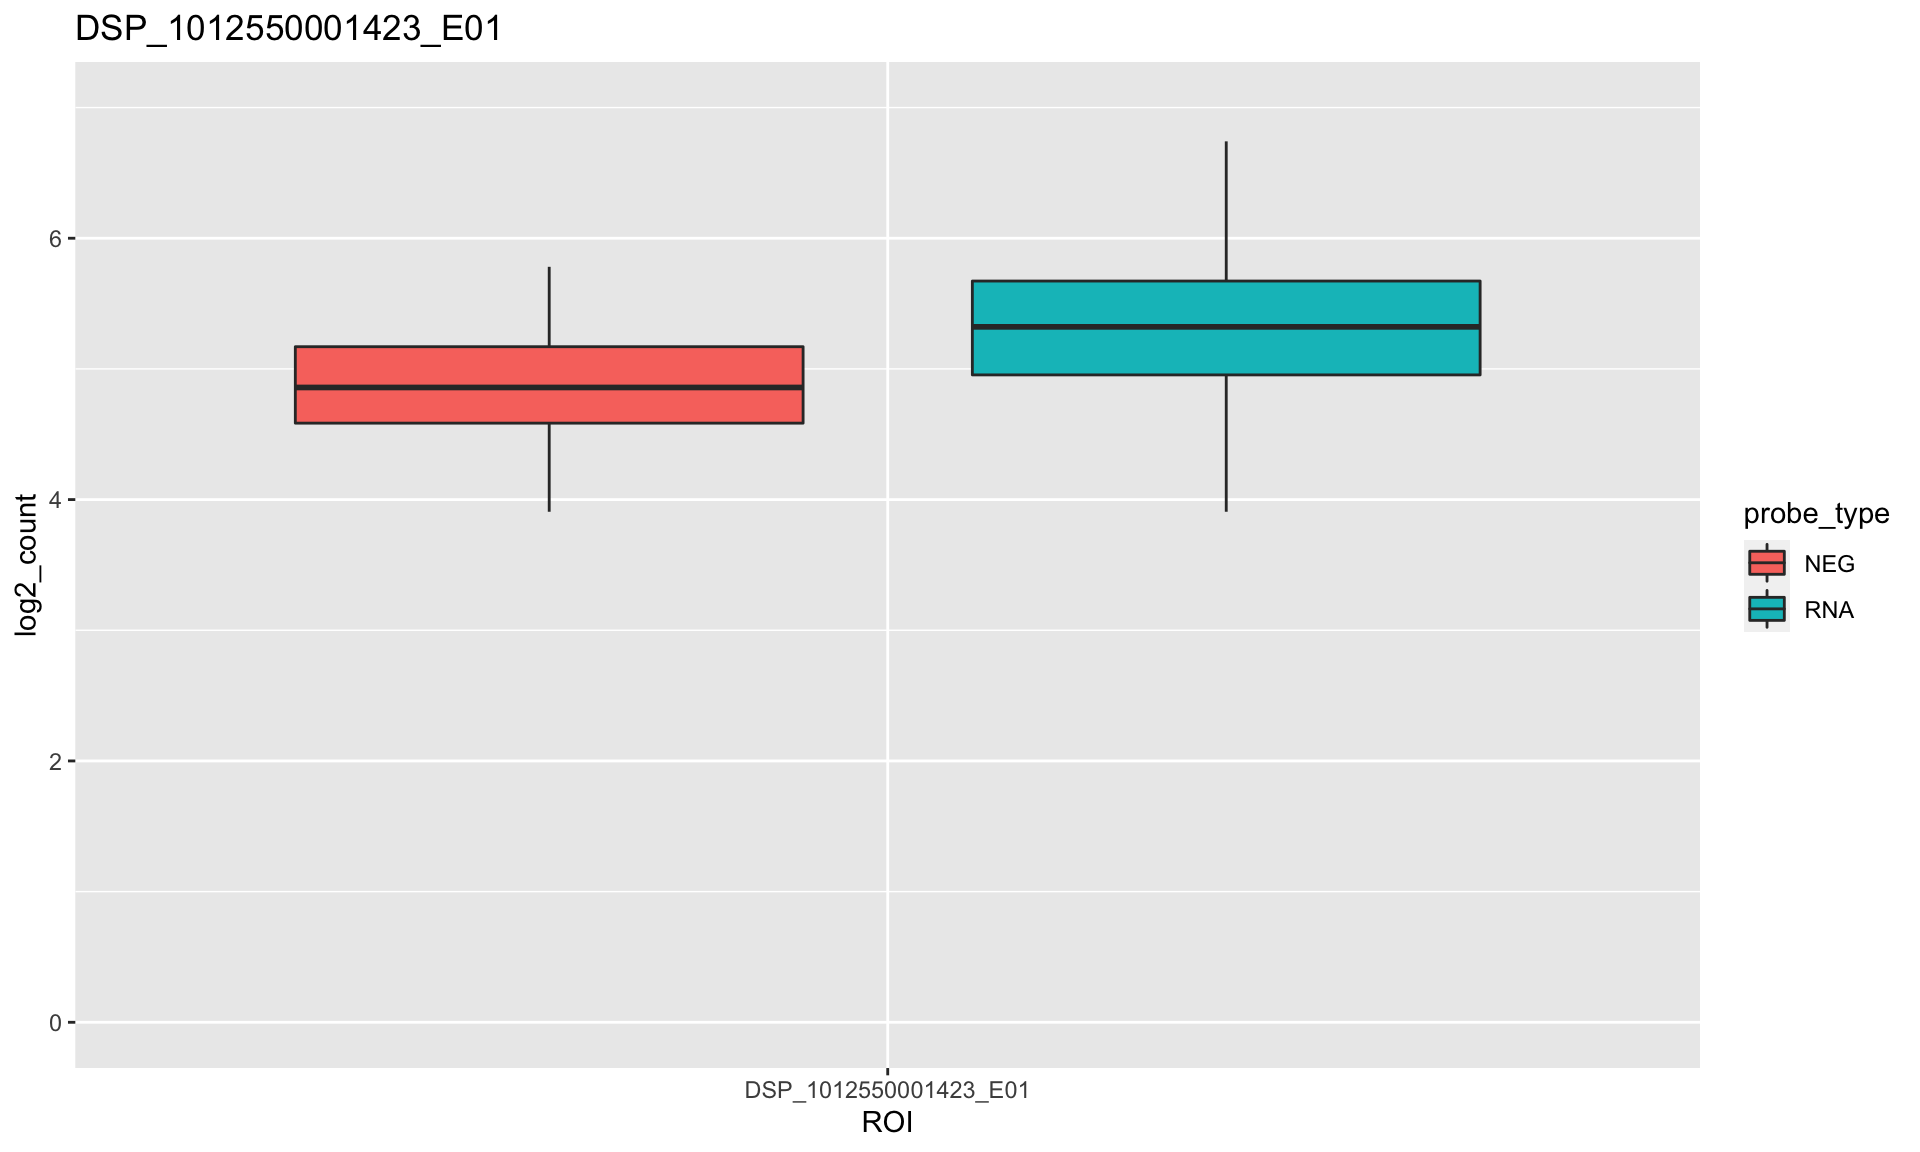 DSP_1012550001423_E01
log2_count
6
4
2
0
DSP_1012550001423_E01
ROI
probe_type
NEG
RNA